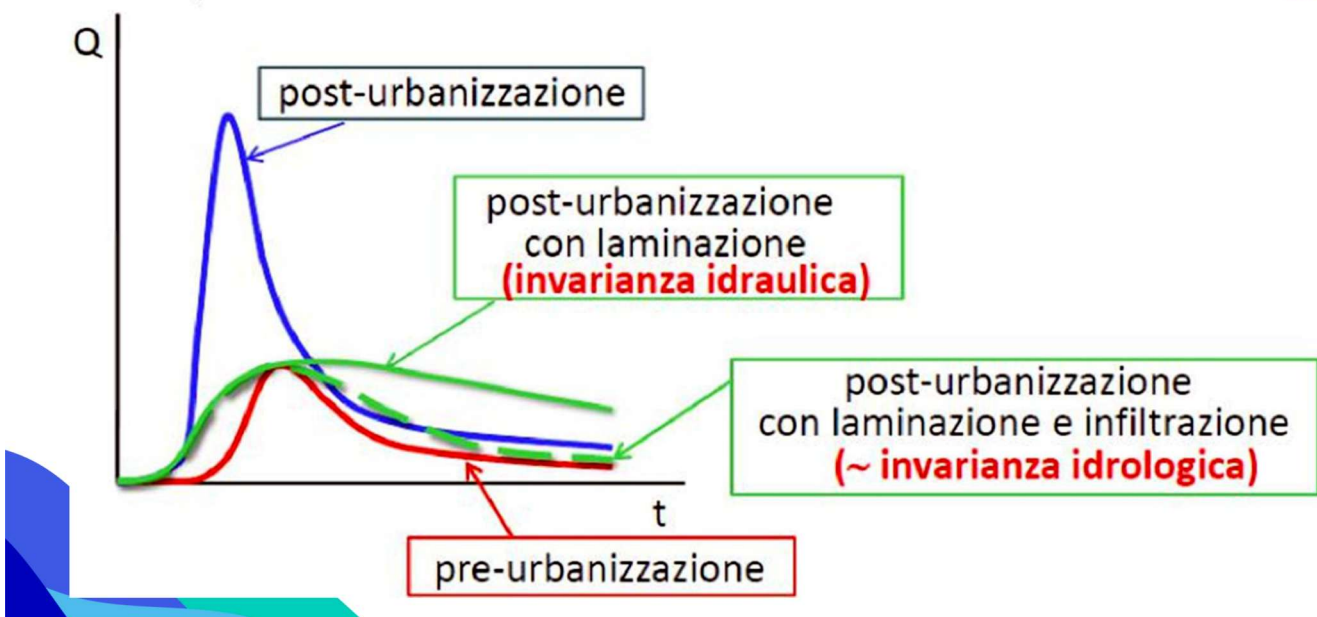 Q
post-urbanizzazione
post-urbanizzazione
con laminazione
(invarianza idraulica)
post-urbanizzazione
con laminazione e infiltrazione
(~ invarianza idrologica)
t
pre-urbanizzazione